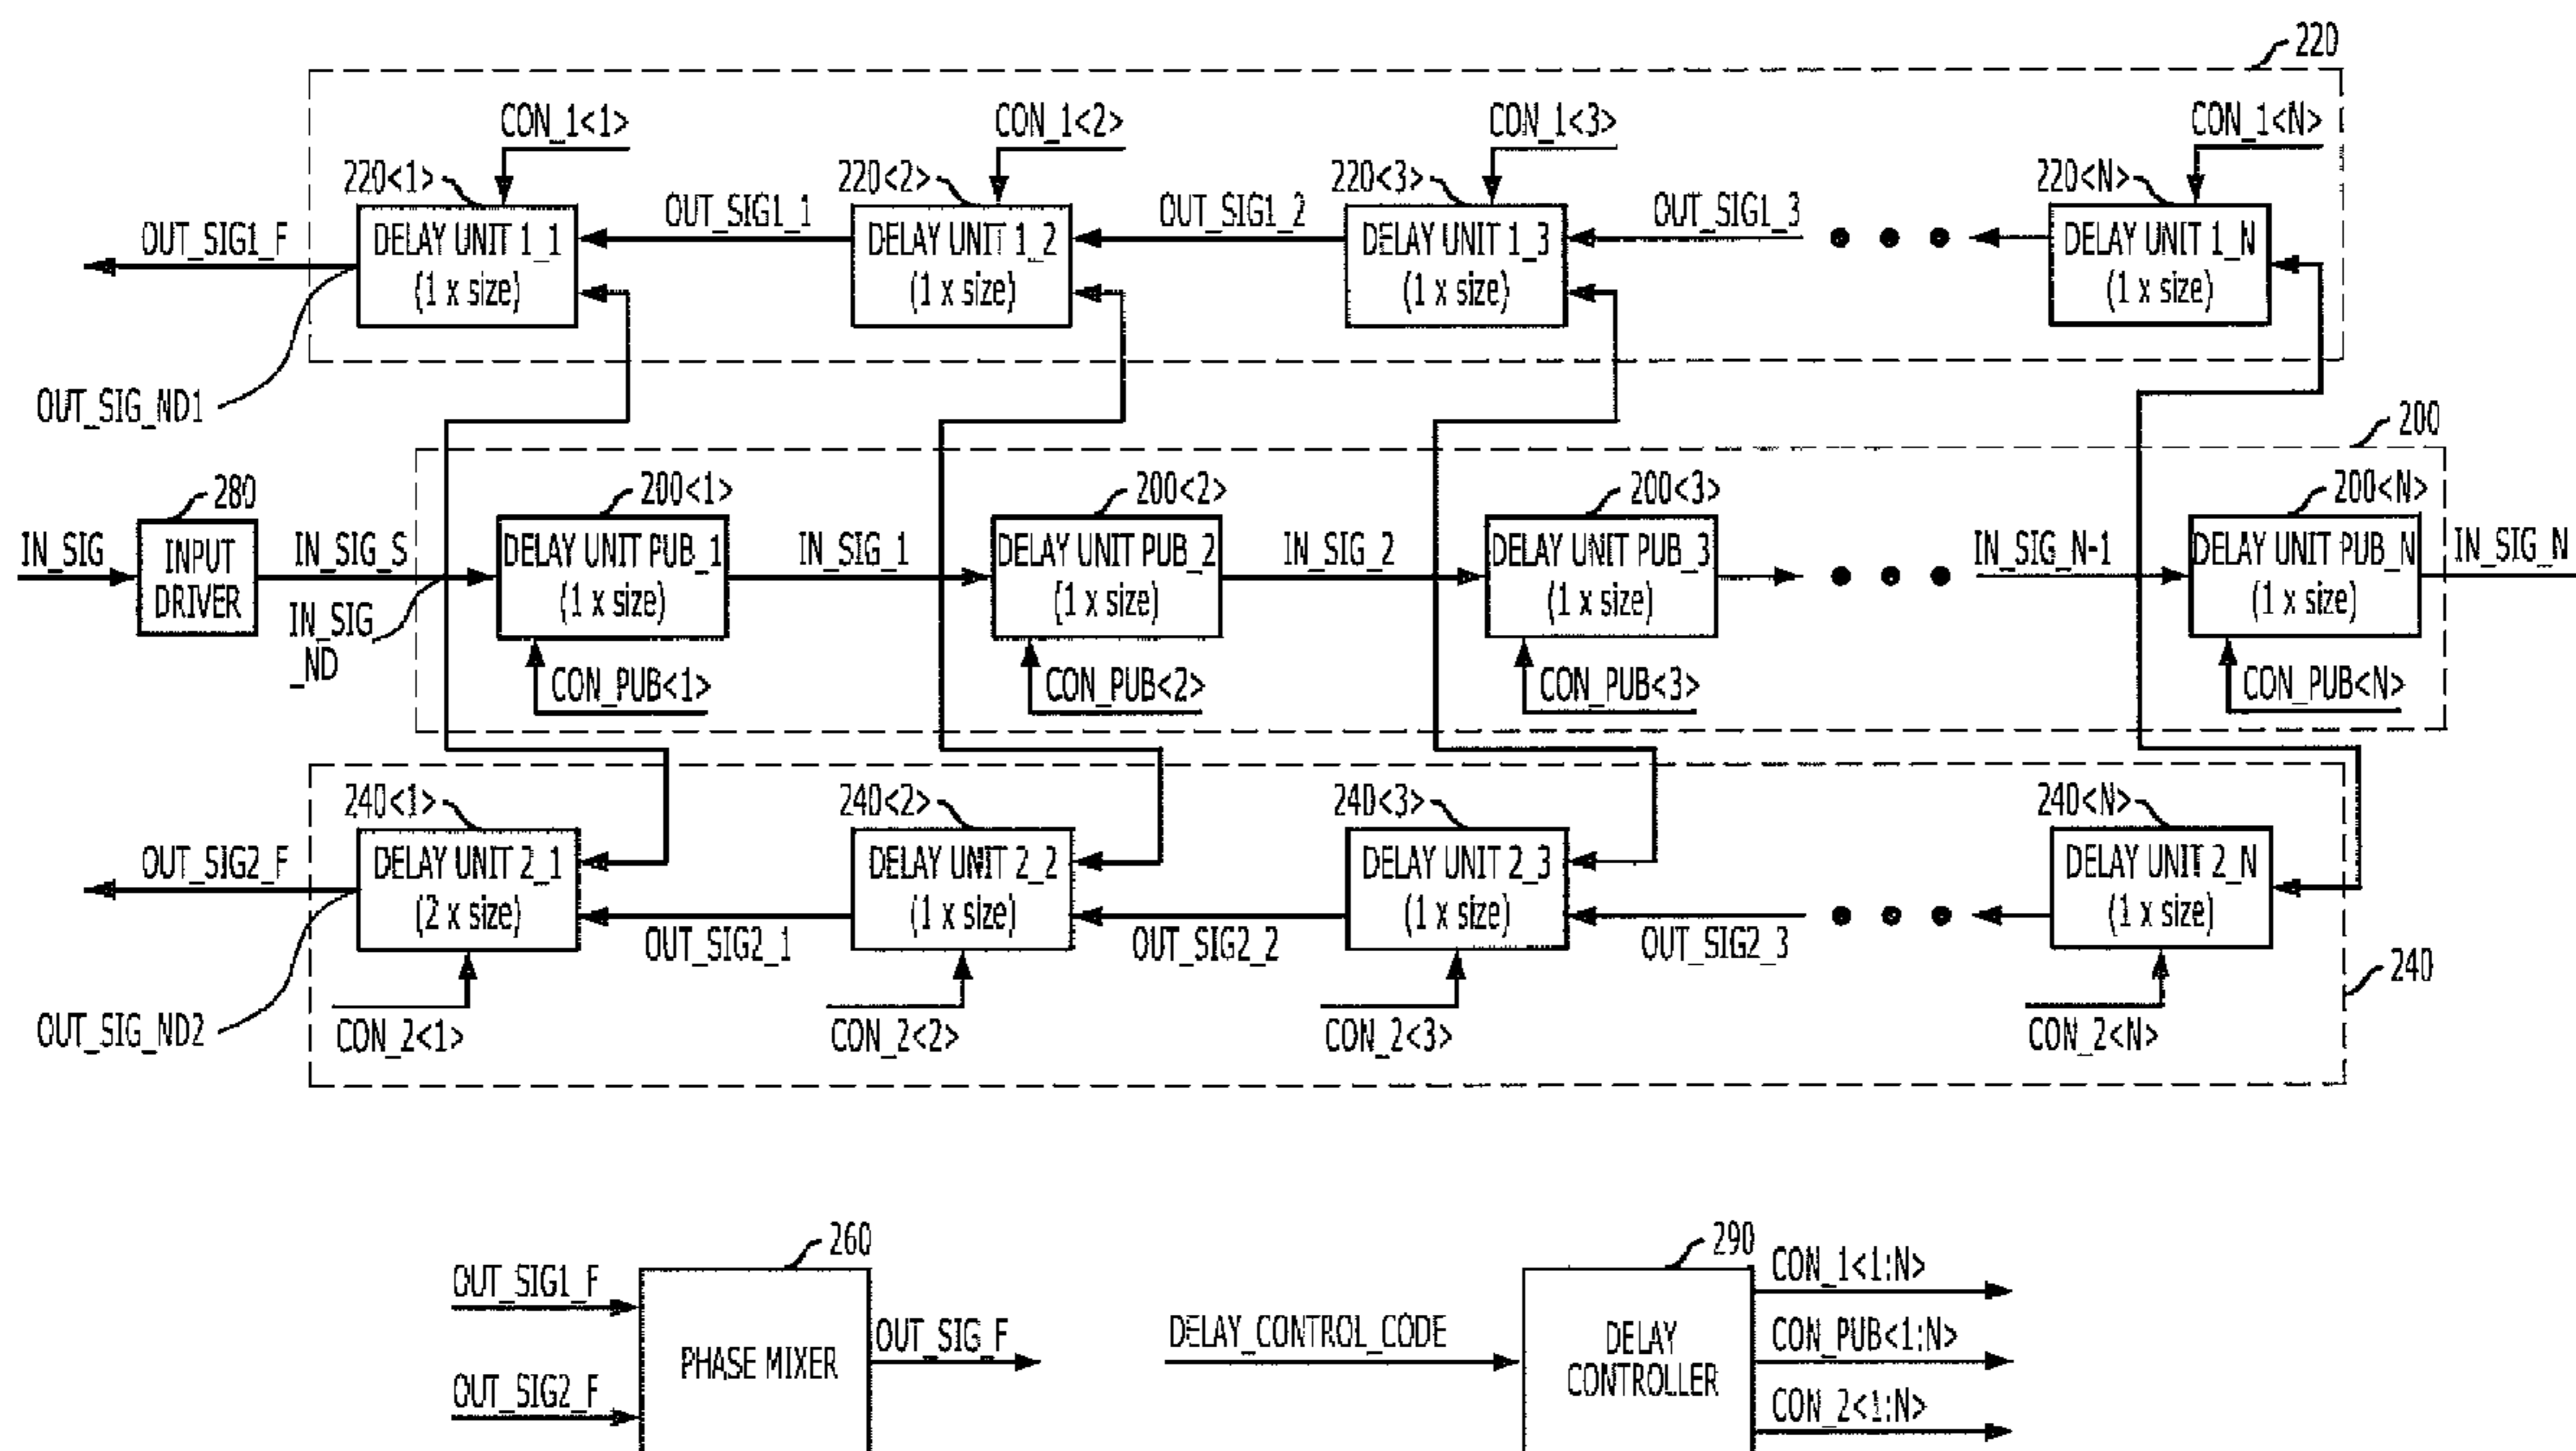 220
CON_1<1>
CON_1<2>
CON_1<3>
CON_1<N>
220<1>
220<2>
220<3>
220<N>
OUT_SIG1_F
DELAY UNIT 1_1
(1 x size)
OUT_SIG1_1
DELAY UNIT 1_2
(1 x size)
OUT_SIG1_2
DELAY UNIT 1_3
(1 x size)
OUT_SIG1_3
DELAY UNIT 1_N
(1 x size)
OUT_SIG_ND1
200
280
200<1>
200<2>
200<3>
200<N>
IN_SIG
INPUT
DRIVER
IN_SIG_S
IN_SIG
_ND
DELAY UNIT PUB_1
(1 x size)
IN_SIG_1
DELAY UNIT PUB_2
(1 x size)
IN_SIG_2
DELAY UNIT PUB_3
(1 x size)
IN_SIG_N-1
DELAY UNIT PUB_N
(1 x size)
IN_SIG_N
CON_PUB<1>
CON_PUB<2>
CON_PUB<3>
CON_PUB<N>
240<1>
240<2>
240<3>
240<N>
OUT_SIG2_F
DELAY UNIT 2_1
(2 x size)
OUT_SIG2_1
DELAY UNIT 2_2
(1 x size)
OUT_SIG2_2
DELAY UNIT 2_3
(1 x size)
OUT_SIG2_3
DELAY UNIT 2_N
(1 x size)
240
OUT_SIG_ND2
CON_2<1>
CON_2<2>
CON_2<3>
CON_2<N>
260
OUT_SIG1_F
OUT_SIG2_F
PHASE MIXER
OUT_SIG_F
290
DELAY_CONTROL_CODE
DELAY
CONTROLLER
CON_1<1:N>
CON_PUB<1:N>
CON_2<1:N>